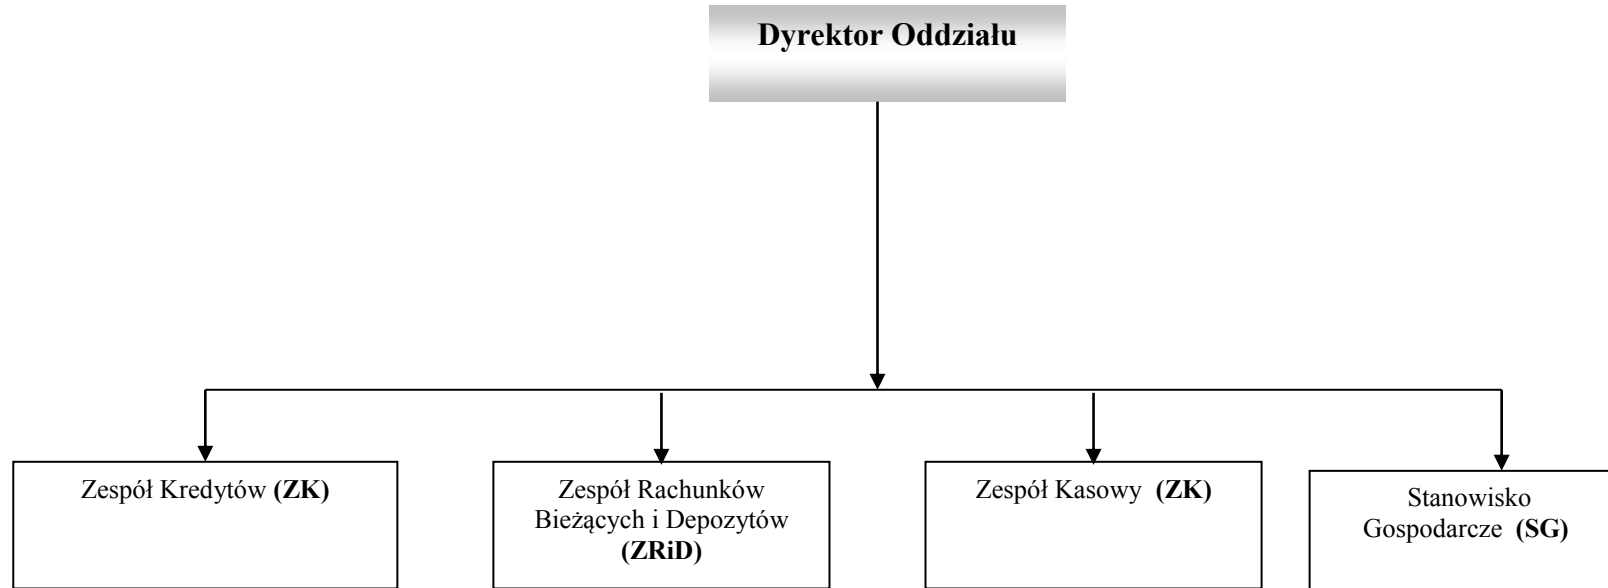 Dyrektor Oddziału
Zespół Kredytów (ZK)
Zespół Rachunków
Bieżących i Depozytów
(ZRiD)
Zespół Kasowy (ZK)
Stanowisko
Gospodarcze (SG)